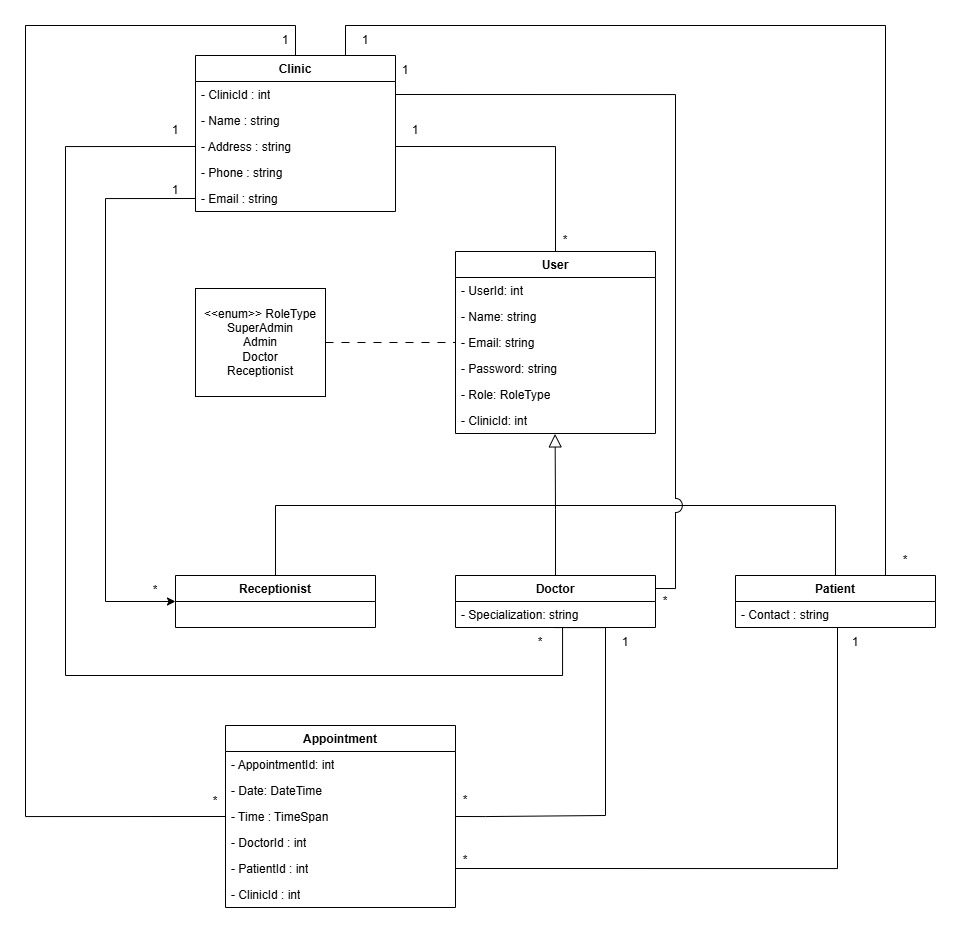 1
1
Clinic
1
- ClinicId : int
- Name : string
1
1
- Address : string
- Phone : string
1
- Email : string
*
User
- UserId: int
- Name: string
- Email: string
- Password: string
- Role: RoleType
- ClinicId: int
<<enum>> RoleType
SuperAdmin
Admin
Doctor
Receptionist
*
*
Receptionist
Doctor
*
- Specialization: string
Patient
- Contact : string
*
1
1
Appointment
- AppointmentId: int
- Date: DateTime
*
*
- Time : TimeSpan
- DoctorId : int
*
- PatientId : int
- ClinicId : int